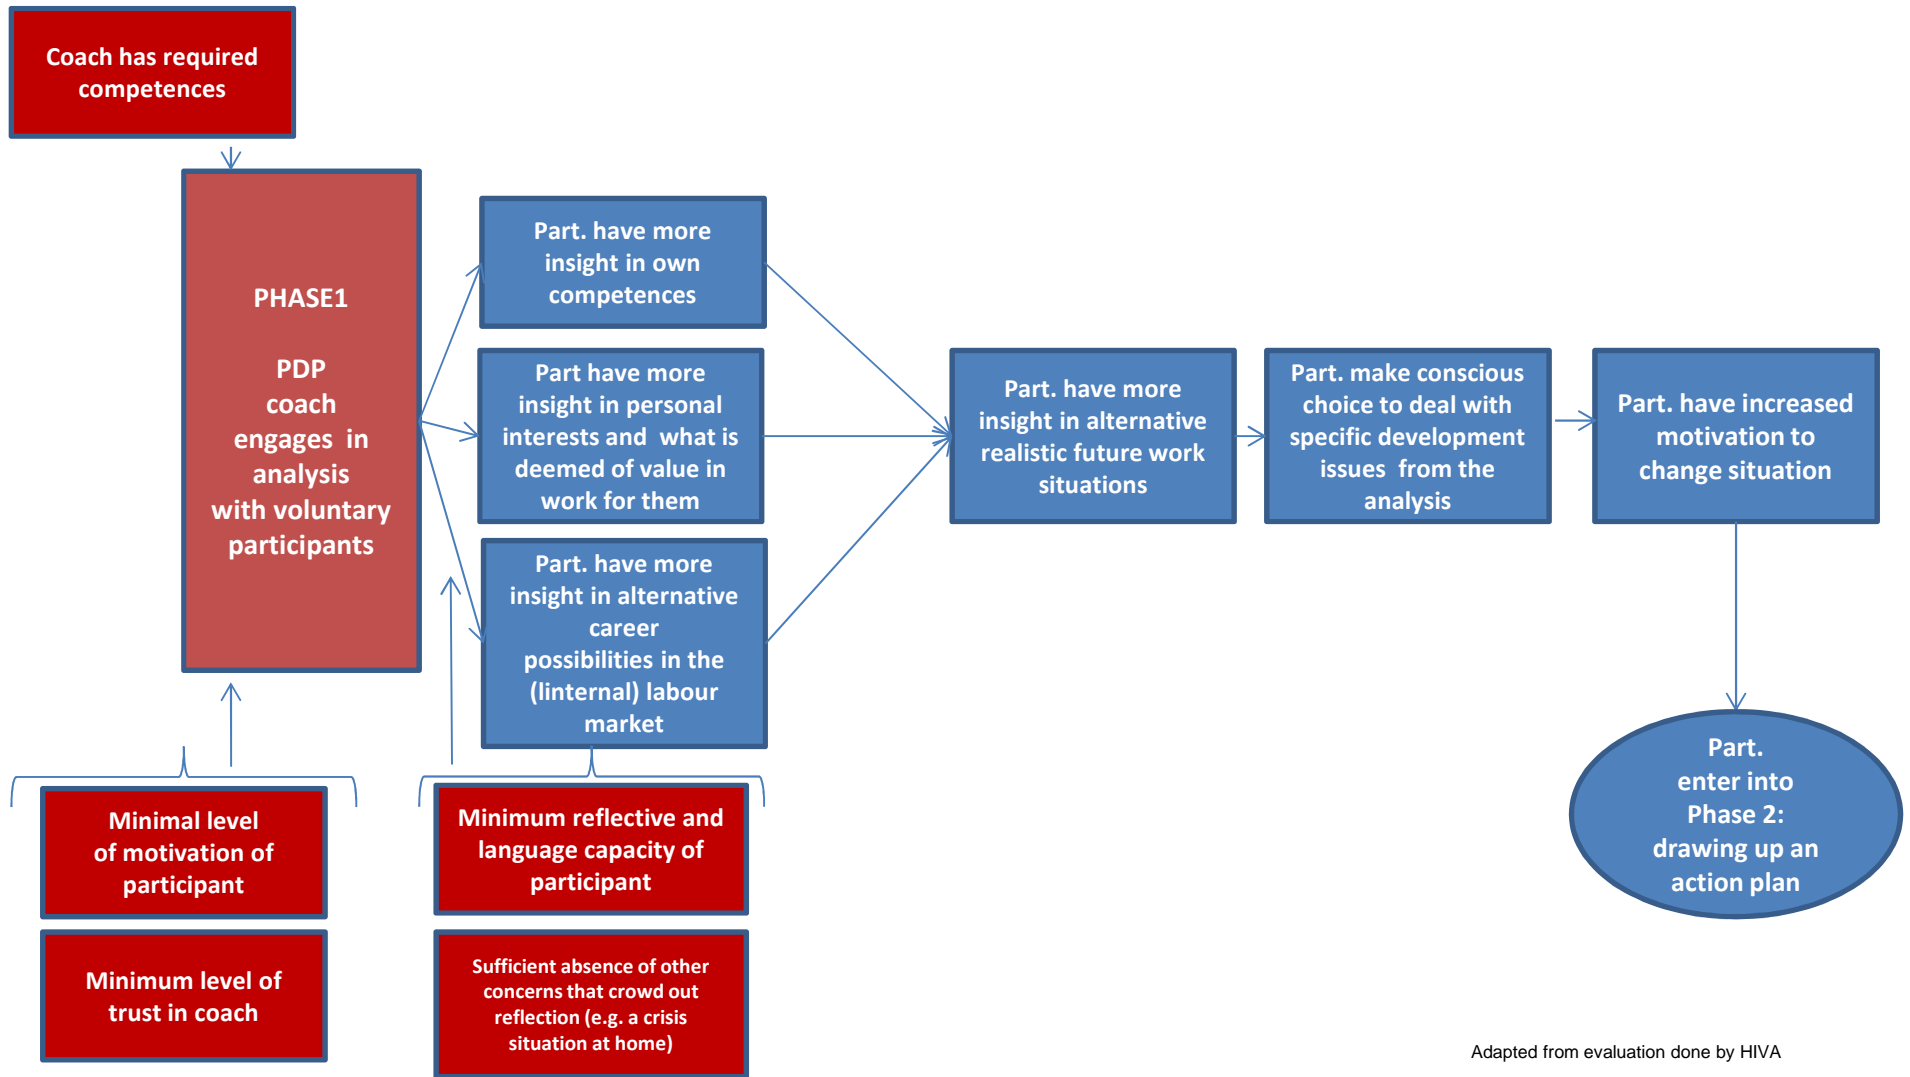 Coach has required
competences
PHASE1
PDP
coach
engages in
analysis
with voluntary
participants
Part. have more
insight in own
competences
Part have more
insight in personal
interests and what is
deemed of value in
work for them
Part. have more
insight in alternative
career
possibilities in the
(linternal) labour
market
Part. have more
insight in alternative
realistic future work
situations
Part. make conscious
choice to deal with
specific development
issues from the
analysis
Part. have increased
motivation to
change situation
Part.
enter into
Phase 2:
drawing up an
action plan
Minimal level
of motivation of
participant
Minimum level of
trust in coach
Minimum reflective and
language capacity of
participant
Sufficient absence of other
concerns that crowd out
reflection (e.g. a crisis
situation at home)
Adapted from evaluation done by HIVA